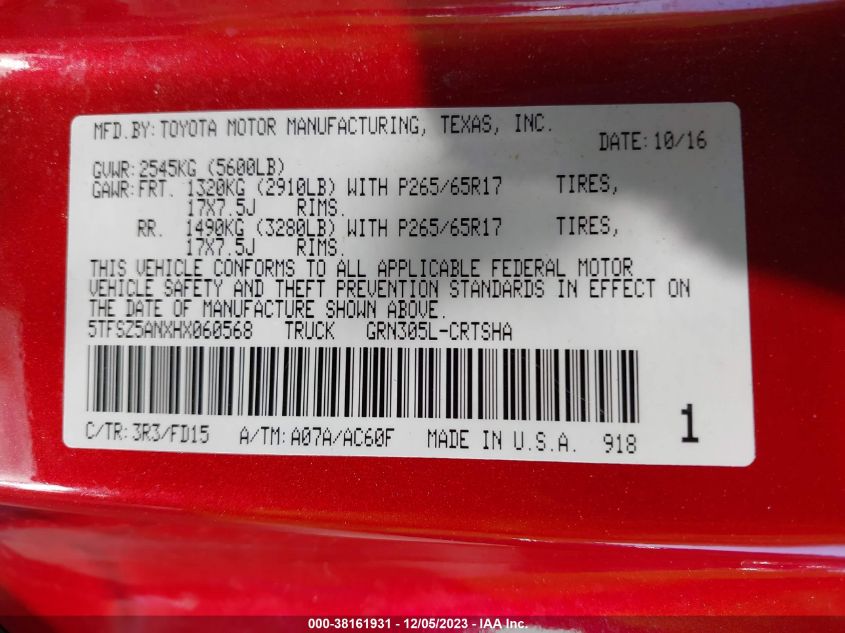 MFD.BY:TOYOTA MOTOR MANUFACTURING, TEXAS, INC.
DATE:10/16
GVWR:2545KG (5600LB)
GAWR:FRT. 1320KG (2910LB) WITH P265/65R17 TIRES,
17X7.5J RIMS.
RR. 1490KG (3280LB) WITH P265/65R17 TIRES,
17X7.5J RIMS.
THIS VEHICLE CONFORMS TO ALL APPLICABLE FEDERAL MOTOR
VEHICLE SAFETY AND THEFT PREVENTION STANDARDS IN EFFECT ON
THE DATE OF MANUFACTURE SHOWN ABOVE.
5TFSZ5ANXHX060568 TRUCK GRN305L-CRTSHA
C/TR:3R3/FD15 A/TM:A07A/AC60F MADE IN U.S.A. 918 1
000-38161931 - 12/05/2023 - IAA Inc.